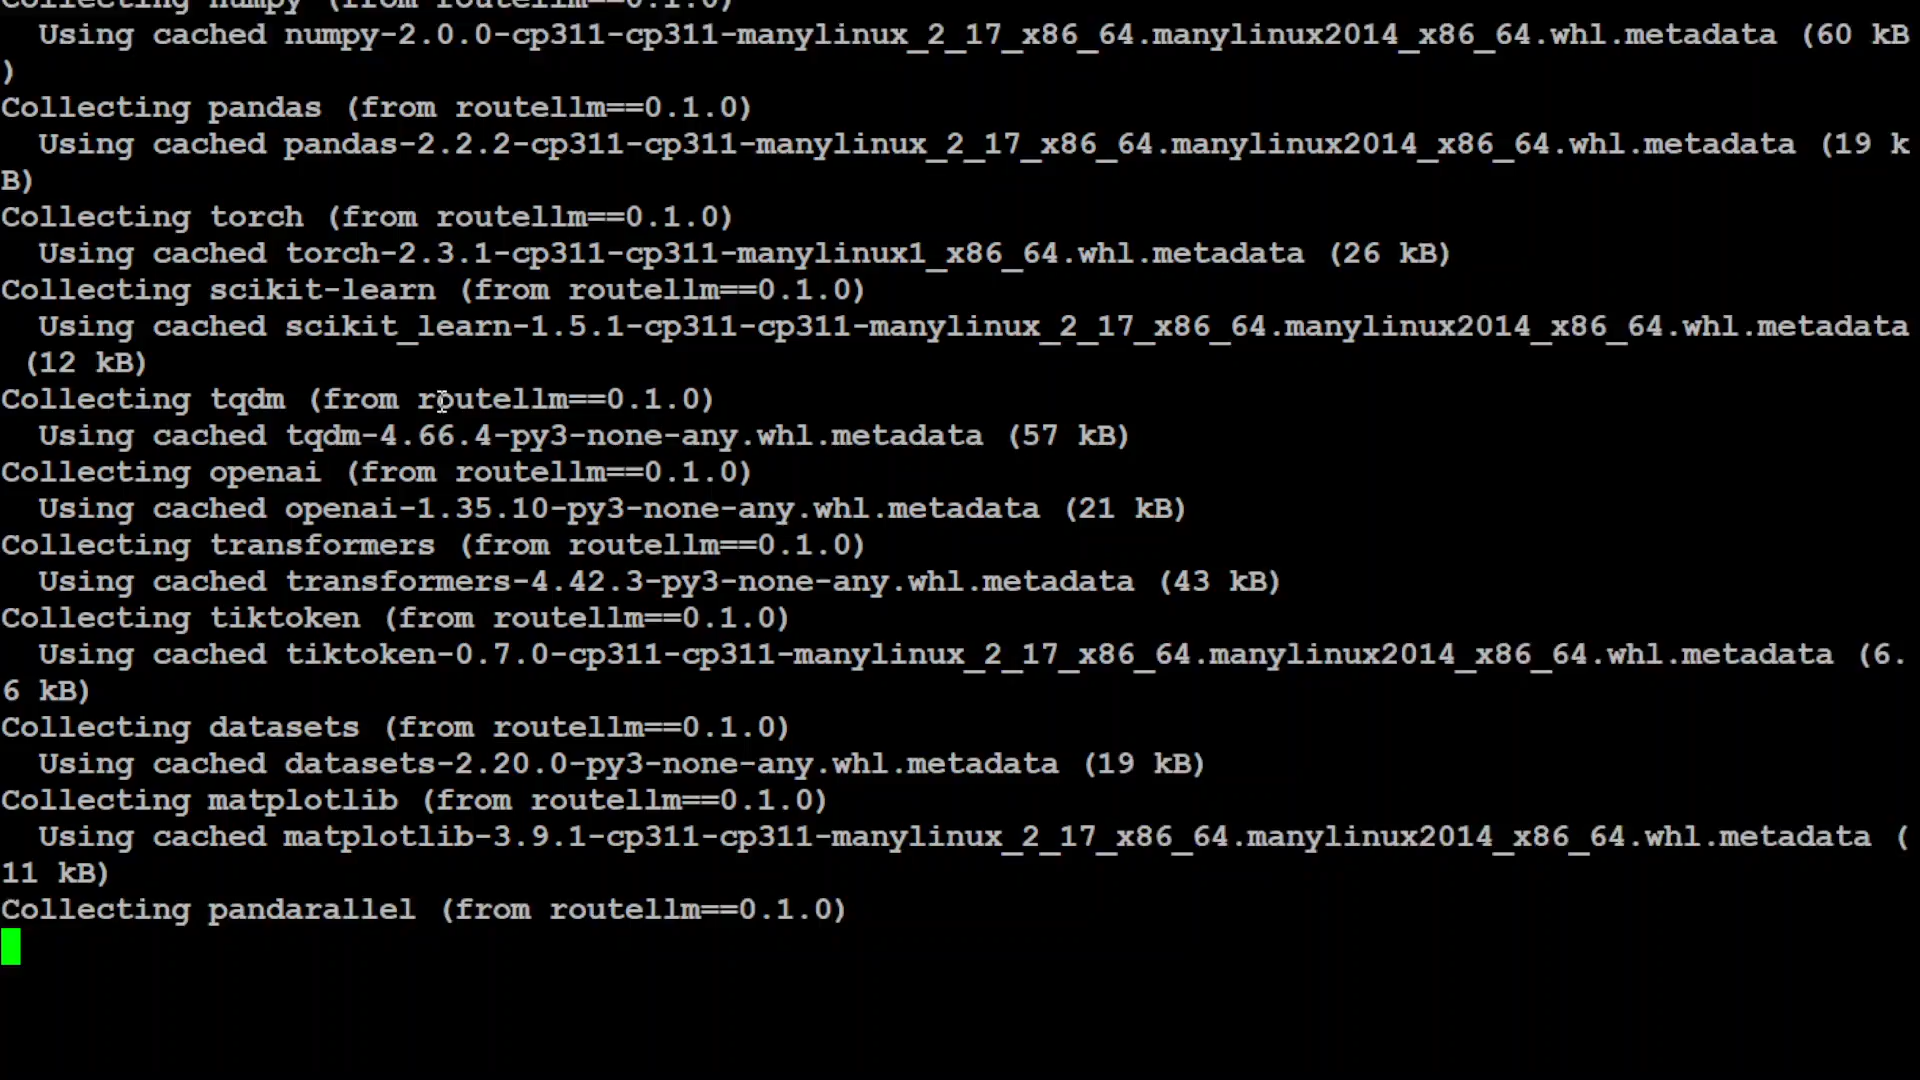 Collecting numpy (from routellm==0.1.0)
  Using cached numpy-2.0.0-cp311-cp311-manylinux_2_17_x86_64.manylinux2014_x86_64.whl.metadata (60 kB
)
Collecting pandas (from routellm==0.1.0)
  Using cached pandas-2.2.2-cp311-cp311-manylinux_2_17_x86_64.manylinux2014_x86_64.whl.metadata (19 k
B)
Collecting torch (from routellm==0.1.0)
  Using cached torch-2.3.1-cp311-cp311-manylinux1_x86_64.whl.metadata (26 kB)
Collecting scikit-learn (from routellm==0.1.0)
  Using cached scikit_learn-1.5.1-cp311-cp311-manylinux_2_17_x86_64.manylinux2014_x86_64.whl.metadata
 (12 kB)
Collecting tqdm (from routellm==0.1.0)
  Using cached tqdm-4.66.4-py3-none-any.whl.metadata (57 kB)
Collecting openai (from routellm==0.1.0)
  Using cached openai-1.35.10-py3-none-any.whl.metadata (21 kB)
Collecting transformers (from routellm==0.1.0)
  Using cached transformers-4.42.3-py3-none-any.whl.metadata (43 kB)
Collecting tiktoken (from routellm==0.1.0)
  Using cached tiktoken-0.7.0-cp311-cp311-manylinux_2_17_x86_64.manylinux2014_x86_64.whl.metadata (6.
6 kB)
Collecting datasets (from routellm==0.1.0)
  Using cached datasets-2.20.0-py3-none-any.whl.metadata (19 kB)
Collecting matplotlib (from routellm==0.1.0)
  Using cached matplotlib-3.9.1-cp311-cp311-manylinux_2_17_x86_64.manylinux2014_x86_64.whl.metadata (
11 kB)
Collecting pandarallel (from routellm==0.1.0)